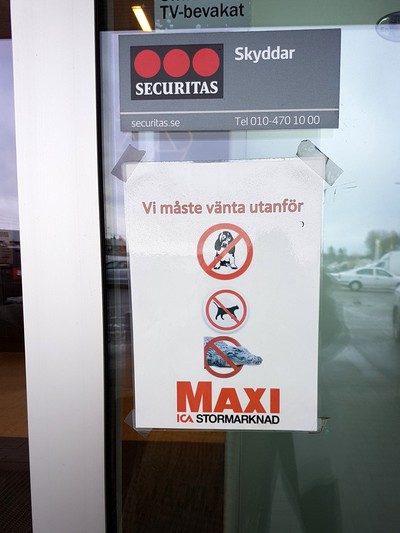 TV-bevakat
Skyddar
SECURITAS
securitas.se Tel 010-470 10 00
Vi måste vänta utanför
MAXI
ICA STORMARKNAD